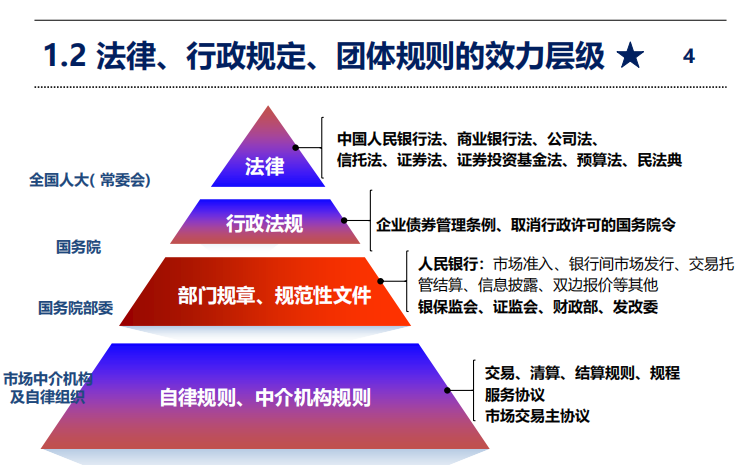 1.2 法律、行政规定、团体规则的效力层级 ★ 4
中国人民银行法、商业银行法、公司法、
信托法、证券法、证券投资基金法、预算法、民法典
法律
全国人大( 常委会)
行政法规
企业债券管理条例、取消行政许可的国务院令
国务院
人民银行：市场准入、银行间市场发行、交易托
管结算、信息披露、双边报价等其他
银保监会、证监会、财政部、发改委
部门规章、规范性文件
国务院部委
市场中介机构
及自律组织
自律规则、中介机构规则
交易、清算、结算规则、规程
服务协议
市场交易主协议